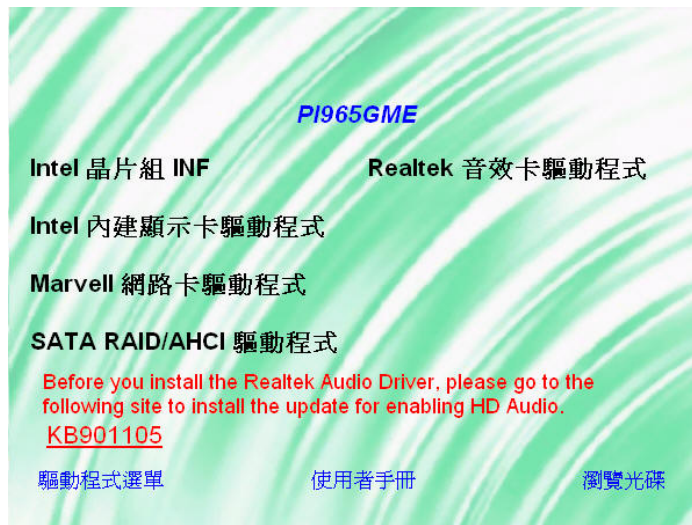 PI965GME
Intel 晶片組 INF
Realtek 音效卡驅動程式
Intel 內建顯示卡驅動程式
Marvell 網路卡驅動程式
SATA RAID/AHCI 驅動程式
Before you install the Realtek Audio Driver, please go to the
following site to install the update for enabling HD Audio.
KB901105
驅動程式選單
使用者手冊
瀏覽光碟